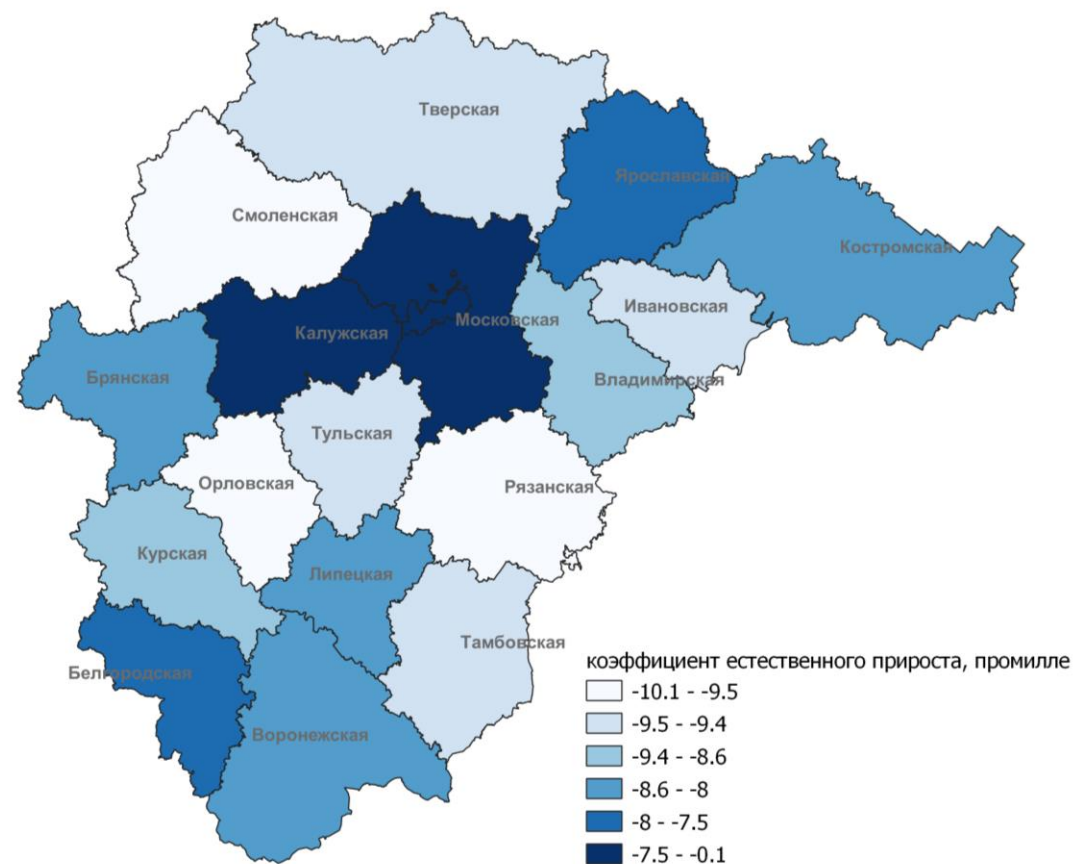 Тверская
Ярославская
Смоленская
Костромская
Ивановская
Московская
Калужская
Брянская
Владимирская
Тульская
Орловская
Рязанская
Курская
Липецкая
Тамбовская
Белгородская
Воронежская
коэффициент естественного прироста, промилле
-10.1 - -9.5
-9.5 - -9.4
-9.4 - -8.6
-8.6 - -8
-8 - -7.5
-7.5 - -0.1